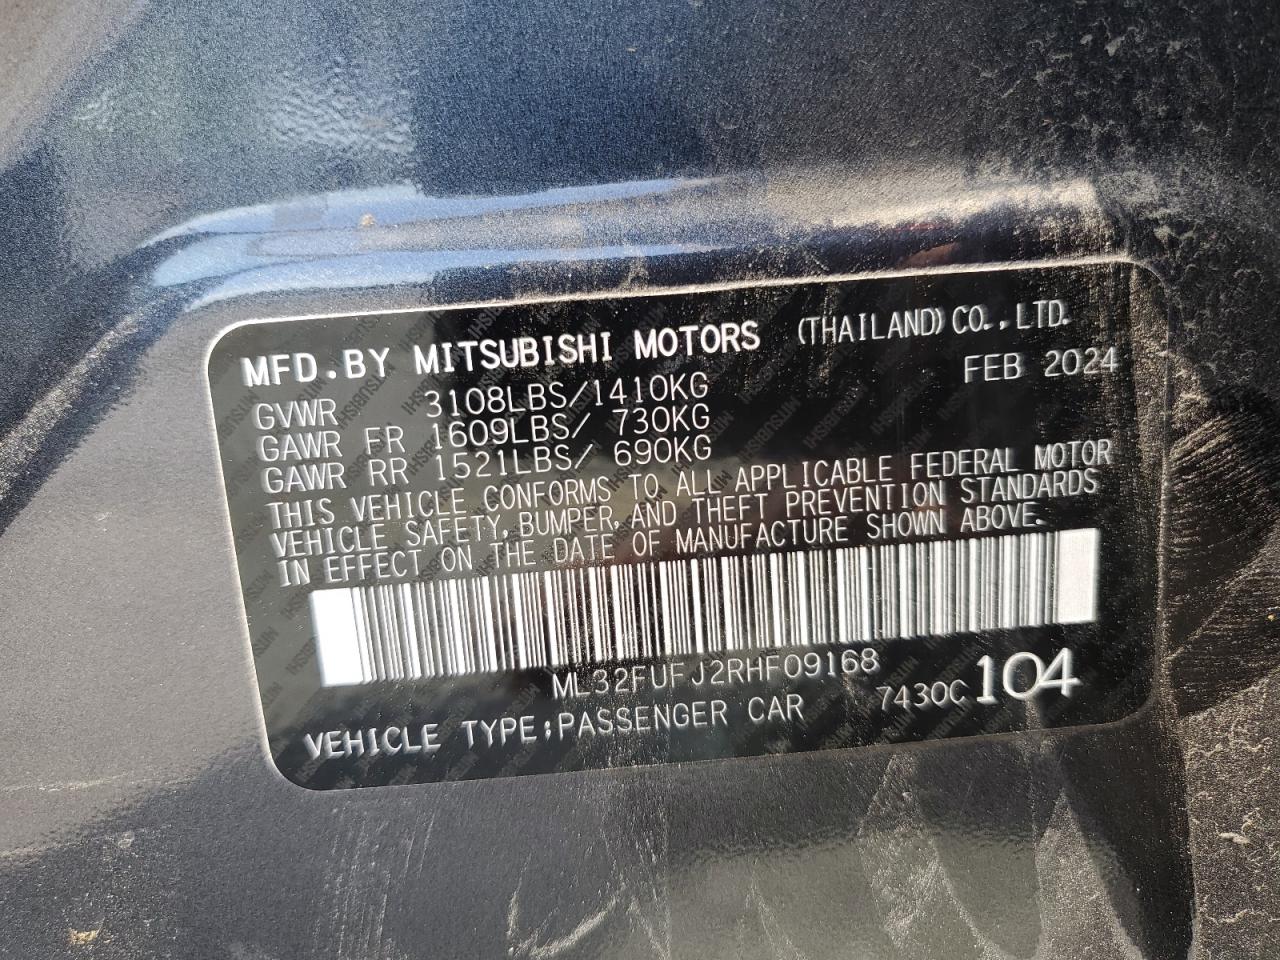 MFD.BY MITSUBISHI MOTORS (THAILAND) CO.,LTD.
GVWR 3108LBS/1410KG FEB 2024
GAWR FR 1609LBS/ 730KG
GAWR RR 1521LBS/ 690KG
THIS VEHICLE CONFORMS TO ALL APPLICABLE FEDERAL MOTOR
VEHICLE SAFETY, BUMPER, AND THEFT PREVENTION STANDARDS
IN EFFECT ON THE DATE OF MANUFACTURE SHOWN ABOVE.
ML32FUFJ2RHF09168
VEHICLE TYPE:PASSENGER CAR 7430C 104